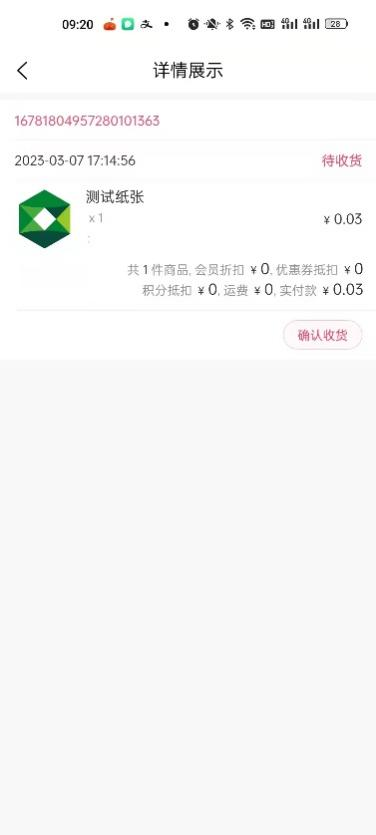 09:20 HD 4G 4G 28
详情展示
16781804957280101363
2023-03-07 17:14:56 待收货
测试纸张
x 1 ¥ 0.03
:
共 1 件商品, 会员折扣 ¥ 0, 优惠券抵扣 ¥ 0
积分抵扣 ¥ 0, 运费 ¥ 0, 实付款 ¥ 0.03
确认收货